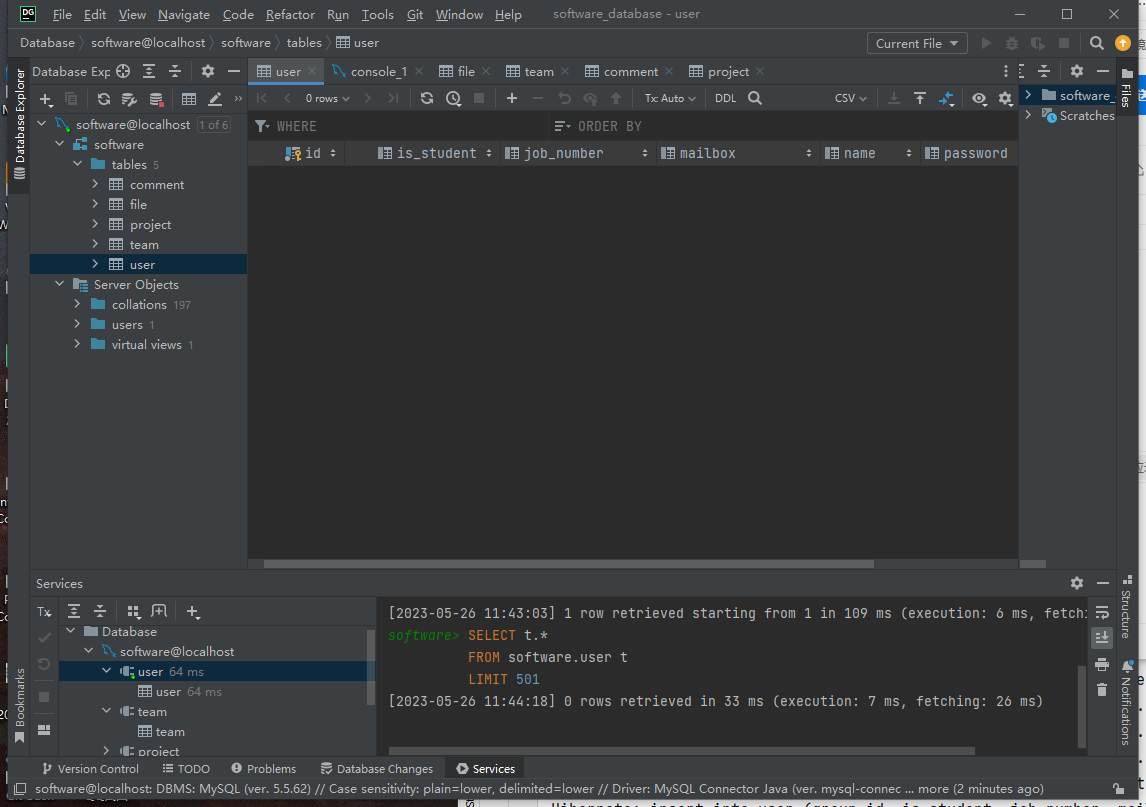 DG File Edit View Navigate Code Refactor Run Tools Git Window Help software_database - user
Database software@localhost software tables user Current File
Database Exp user console_1 file team comment project
0 rows Tx: Auto DDL CSV
software@localhost 1 of 6
WHERE ORDER BY
id is_student job_number mailbox name password
software
tables 5
comment
file
project
team
user
Server Objects
collations 197
users 1
virtual views 1
Database Explorer
Bookmarks
software_
Scratches
Files
Structure
Notifications
Services
Tx
Database
software@localhost
user 64 ms
user 64 ms
team
team
project
[2023-05-26 11:43:03] 1 row retrieved starting from 1 in 109 ms (execution: 6 ms, fetchi
software> SELECT t.*
FROM software.user t
LIMIT 501
[2023-05-26 11:44:18] 0 rows retrieved in 33 ms (execution: 7 ms, fetching: 26 ms)
Version Control TODO Problems Database Changes Services
software@localhost: DBMS: MySQL (ver. 5.5.62) // Case sensitivity: plain=lower, delimited=lower // Driver: MySQL Connector Java (ver. mysql-connec ... more (2 minutes ago)